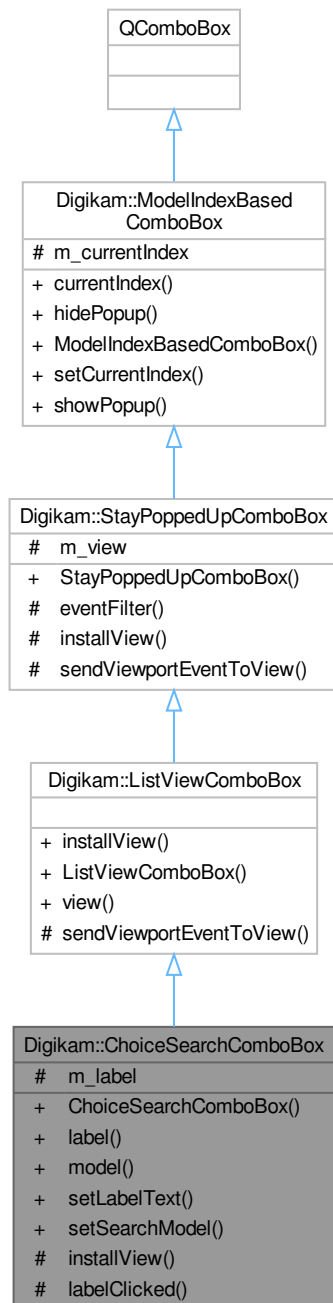 QComboBox
Digikam::ModelIndexBased
ComboBox
# m_currentIndex
+ currentIndex()
+ hidePopup()
+ ModelIndexBasedComboBox()
+ setCurrentIndex()
+ showPopup()
Digikam::StayPoppedUpComboBox
# m_view
+ StayPoppedUpComboBox()
# eventFilter()
# installView()
# sendViewportEventToView()
Digikam::ListViewComboBox
+ installView()
+ ListViewComboBox()
+ view()
# sendViewportEventToView()
Digikam::ChoiceSearchComboBox
# m_label
+ ChoiceSearchComboBox()
+ label()
+ model()
+ setLabelText()
+ setSearchModel()
# installView()
# labelClicked()